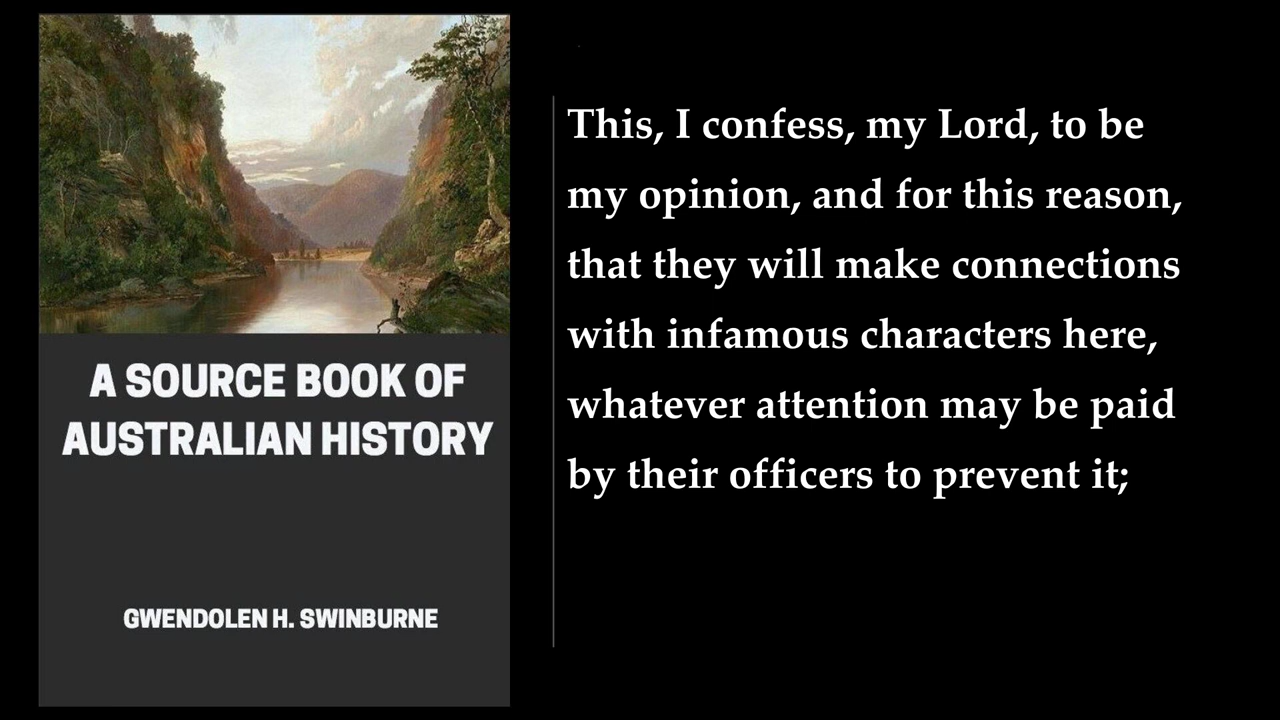 A SOURCE BOOK OF
AUSTRALIAN HISTORY
GWENDOLEN H. SWINBURNE
This, I confess, my Lord, to be
my opinion, and for this reason,
that they will make connections
with infamous characters here,
whatever attention may be paid
by their officers to prevent it;